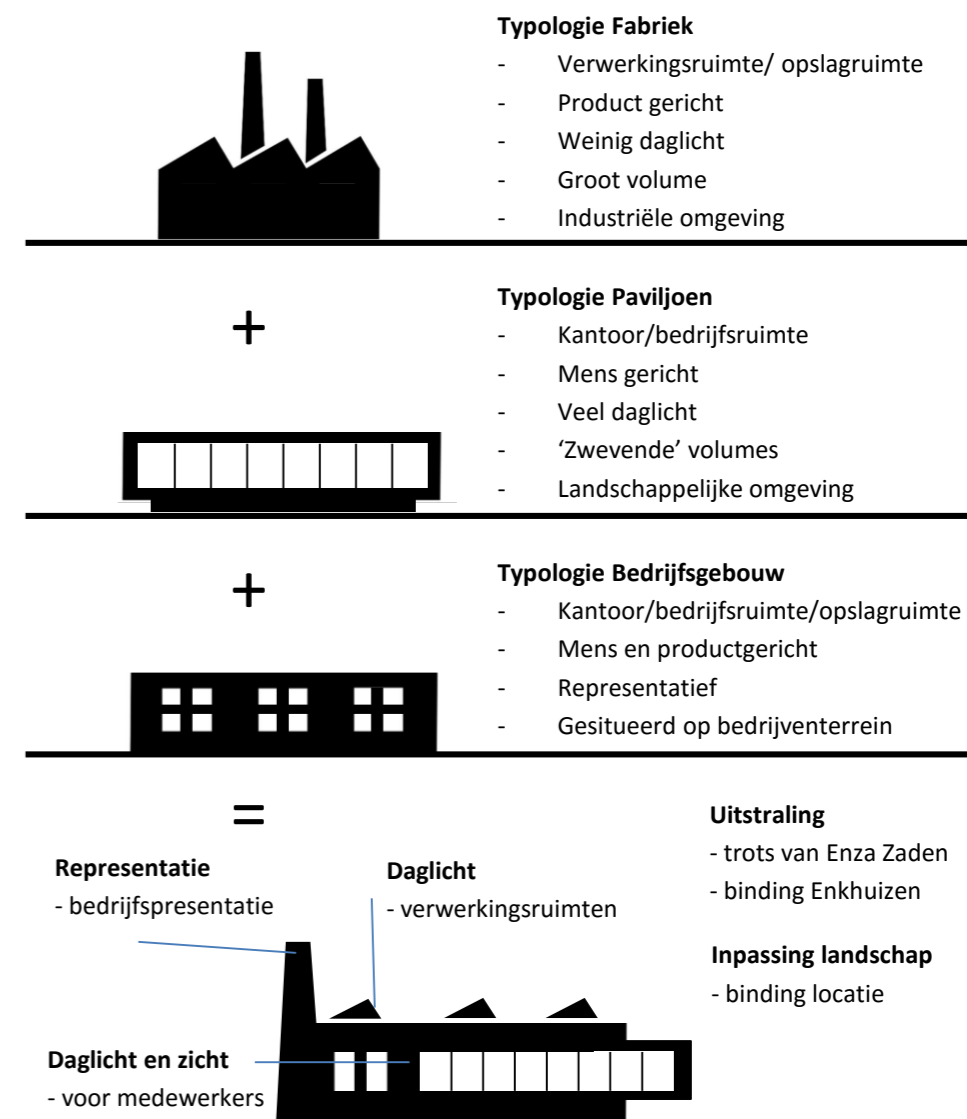 Typologie Fabriek
- Verwerkingsruimte/ opslagruimte
- Product gericht
- Weinig daglicht
- Groot volume
- Industriële omgeving
+
Typologie Paviljoen
- Kantoor/bedrijfsruimte
- Mens gericht
- Veel daglicht
- ‘Zwevende’ volumes
- Landschappelijke omgeving
+
Typologie Bedrijfsgebouw
- Kantoor/bedrijfsruimte/opslagruimte
- Mens en productgericht
- Representatief
- Gesitueerd op bedrijventerrein
=
Representatie
- bedrijfspresentatie
Daglicht
- verwerkingsruimten
Uitstraling
- trots van Enza Zaden
- binding Enkhuizen
Inpassing landschap
- binding locatie
Daglicht en zicht
- voor medewerkers